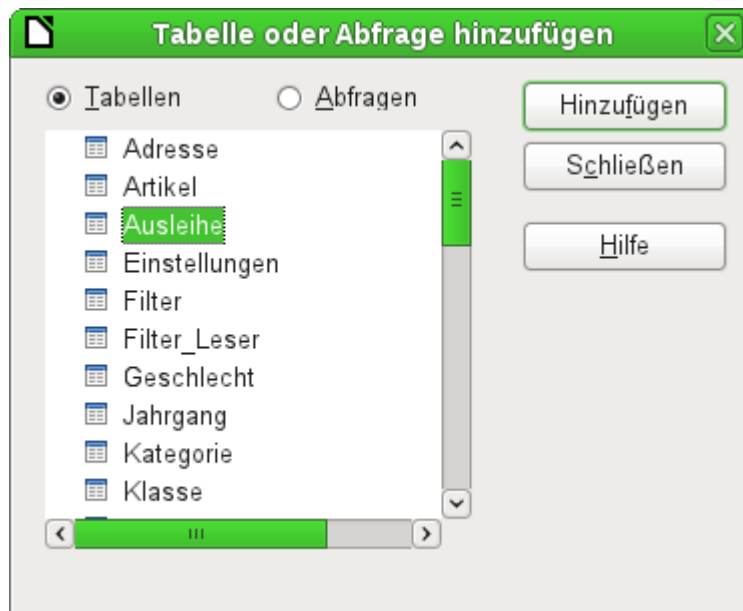 Tabelle oder Abfrage hinzufügen
Tabellen
Abfragen
Hinzufügen
Schließen
Hilfe
Adresse
Artikel
Ausleihe
Einstellungen
Filter
Filter_Leser
Geschlecht
Jahrgang
Kategorie
Klasse